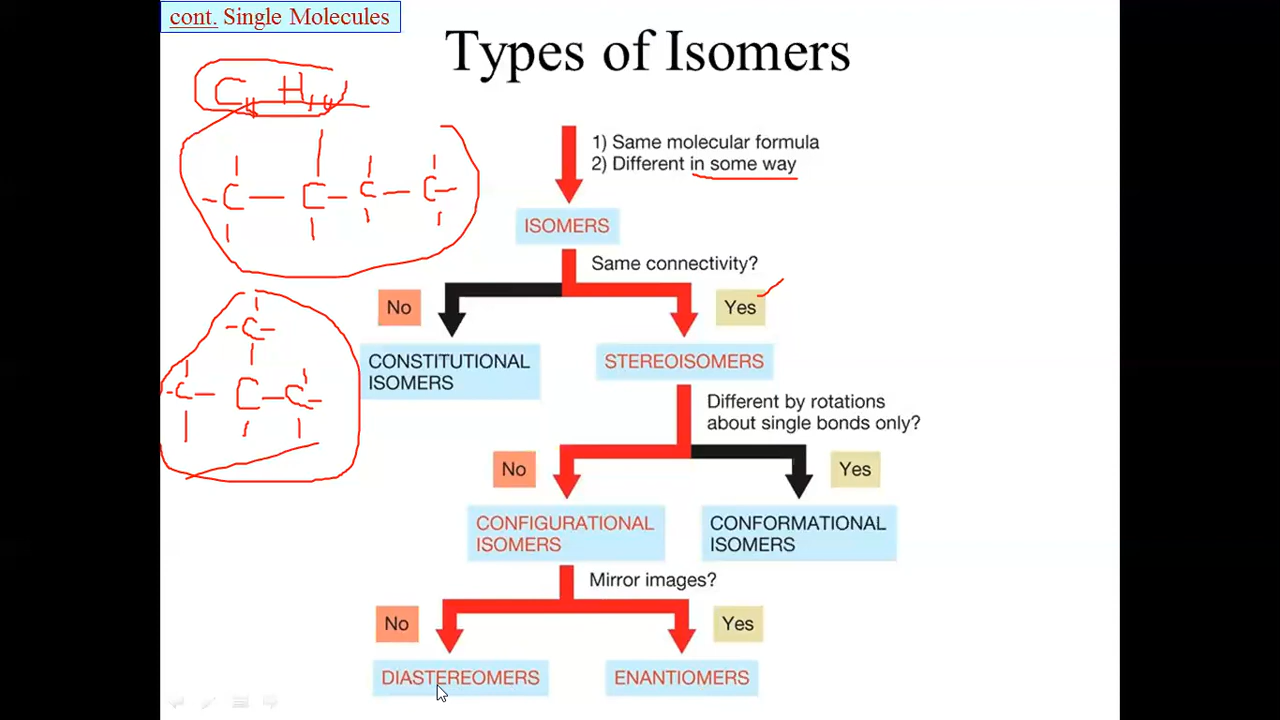 cont. Single Molecules
Types of Isomers
1) Same molecular formula
2) Different in some way
ISOMERS
Same connectivity?
No
Yes
CONSTITUTIONAL
ISOMERS
STEREOISOMERS
Different by rotations
about single bonds only?
No
Yes
CONFIGURATIONAL
ISOMERS
CONFORMATIONAL
ISOMERS
Mirror images?
No
Yes
DIASTEREOMERS
ENANTIOMERS
C H
C C C C
C
C C C